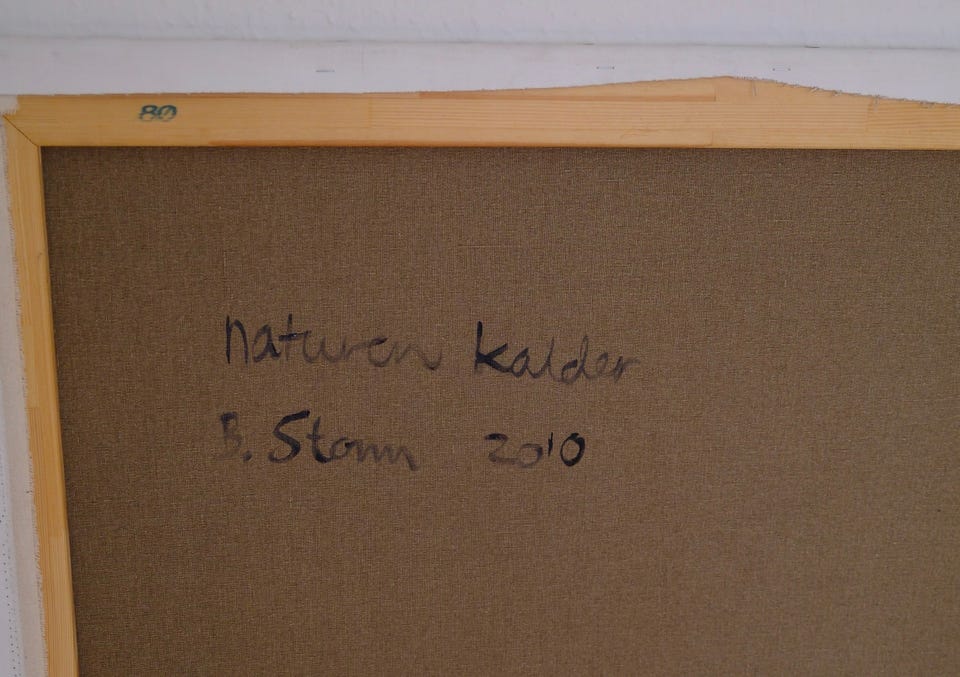 80
naturen kalder
B. Storm 2010